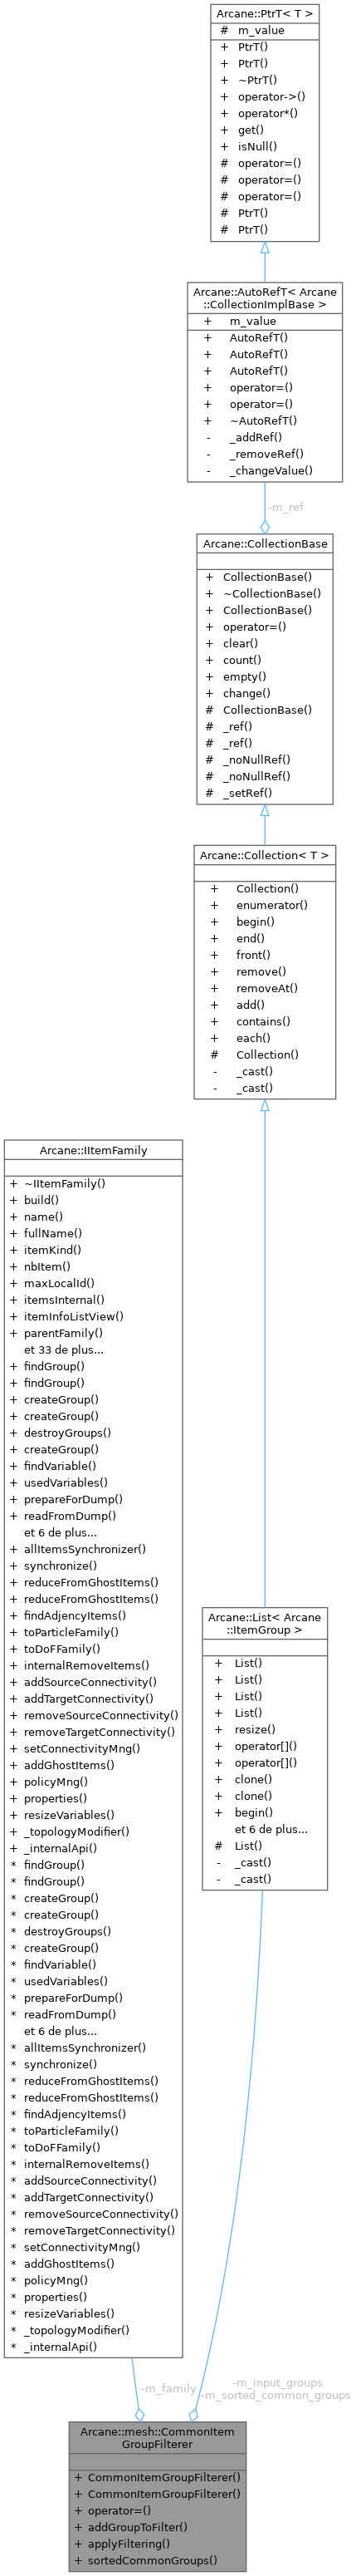 Arcane::PtrT< T >
# m_value
+ PtrT()
+ PtrT()
+ ~PtrT()
+ operator->()
+ operator*()
+ get()
+ isNull()
# operator=()
# operator=()
# operator=()
# PtrT()
# PtrT()
Arcane::AutoRefT< Arcane
::CollectionImplBase >
+ m_value
+ AutoRefT()
+ AutoRefT()
+ AutoRefT()
+ operator=()
+ operator=()
+ ~AutoRefT()
- _addRef()
- _removeRef()
- _changeValue()
-m_ref
Arcane::CollectionBase
+ CollectionBase()
+ ~CollectionBase()
+ CollectionBase()
+ operator=()
+ clear()
+ count()
+ empty()
+ change()
# CollectionBase()
# _ref()
# _ref()
# _noNullRef()
# _noNullRef()
# _setRef()
Arcane::Collection< T >
+ Collection()
+ enumerator()
+ begin()
+ end()
+ front()
+ remove()
+ removeAt()
+ add()
+ contains()
+ each()
# Collection()
- _cast()
- _cast()
Arcane::IItemFamily
+ ~IItemFamily()
+ build()
+ name()
+ fullName()
+ itemKind()
+ nbItem()
+ maxLocalId()
+ itemsInternal()
+ itemInfoListView()
+ parentFamily()
et 33 de plus...
+ findGroup()
+ findGroup()
+ createGroup()
+ createGroup()
+ destroyGroups()
+ createGroup()
+ findVariable()
+ usedVariables()
+ prepareForDump()
+ readFromDump()
et 6 de plus...
+ allItemsSynchronizer()
+ synchronize()
+ reduceFromGhostItems()
+ reduceFromGhostItems()
+ findAdjencyItems()
+ toParticleFamily()
+ toDoFFamily()
+ internalRemoveItems()
+ addSourceConnectivity()
+ addTargetConnectivity()
+ removeSourceConnectivity()
+ removeTargetConnectivity()
+ setConnectivityMng()
+ addGhostItems()
+ policyMng()
+ properties()
+ resizeVariables()
+ _topologyModifier()
+ _internalApi()
* findGroup()
* findGroup()
* createGroup()
* createGroup()
* destroyGroups()
* createGroup()
* findVariable()
* usedVariables()
* prepareForDump()
* readFromDump()
et 6 de plus...
* allItemsSynchronizer()
* synchronize()
* reduceFromGhostItems()
* reduceFromGhostItems()
* findAdjencyItems()
* toParticleFamily()
* toDoFFamily()
* internalRemoveItems()
* addSourceConnectivity()
* addTargetConnectivity()
* removeSourceConnectivity()
* removeTargetConnectivity()
* setConnectivityMng()
* addGhostItems()
* policyMng()
* properties()
* resizeVariables()
* _topologyModifier()
* _internalApi()
Arcane::List< Arcane
::ItemGroup >
+ List()
+ List()
+ List()
+ List()
+ resize()
+ operator[]()
+ operator[]()
+ clone()
+ clone()
+ begin()
et 6 de plus...
# List()
- _cast()
- _cast()
-m_family
-m_input_groups
-m_sorted_common_groups
Arcane::mesh::CommonItem
GroupFilterer
+ CommonItemGroupFilterer()
+ CommonItemGroupFilterer()
+ operator=()
+ addGroupToFilter()
+ applyFiltering()
+ sortedCommonGroups()